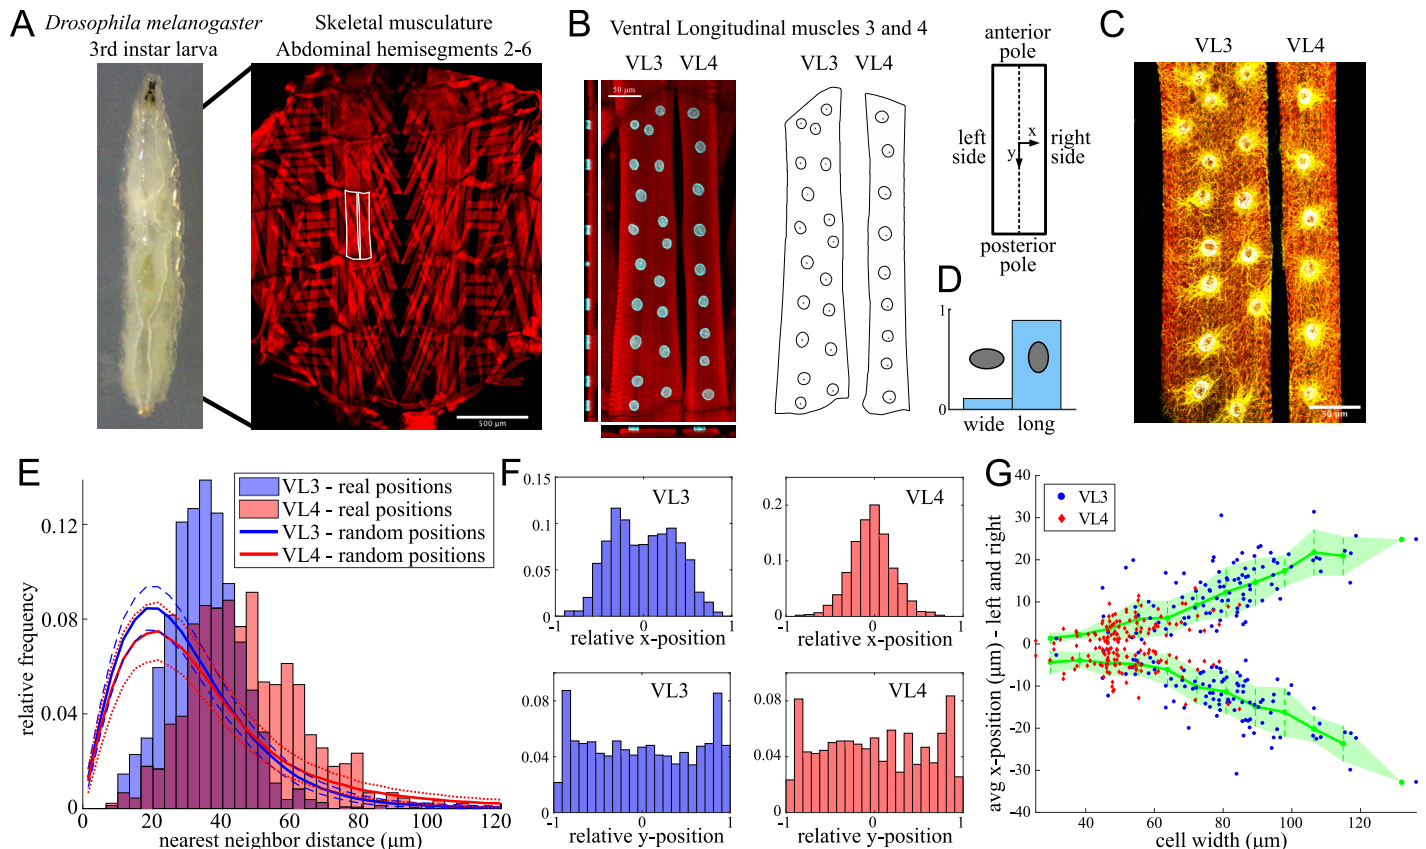 A
Drosophila melanogaster
3rd instar larva
Skeletal musculature
Abdominal hemisegments 2-6
500 µm
B
Ventral Longitudinal muscles 3 and 4
VL3
VL4
50 µm
VL3
VL4
anterior
pole
left
side
x
y
right
side
posterior
pole
C
VL3
VL4
50 µm
D
1
0
wide
long
E
VL3 - real positions
VL4 - real positions
VL3 - random positions
VL4 - random positions
relative frequency
0.12
0.08
0.04
0
0
20
40
60
80
100
120
nearest neighbor distance (µm)
F
VL3
0.15
0.1
0.05
0
-1
0
1
relative x-position
VL4
0.2
0.1
0
-1
0
1
relative x-position
VL3
0.08
0.04
0
-1
0
1
relative y-position
VL4
0.08
0.04
0
-1
0
1
relative y-position
G
VL3
VL4
avg x-position (µm) - left and right
40
30
20
10
0
-10
-20
-30
-40
40
60
80
100
120
cell width (µm)